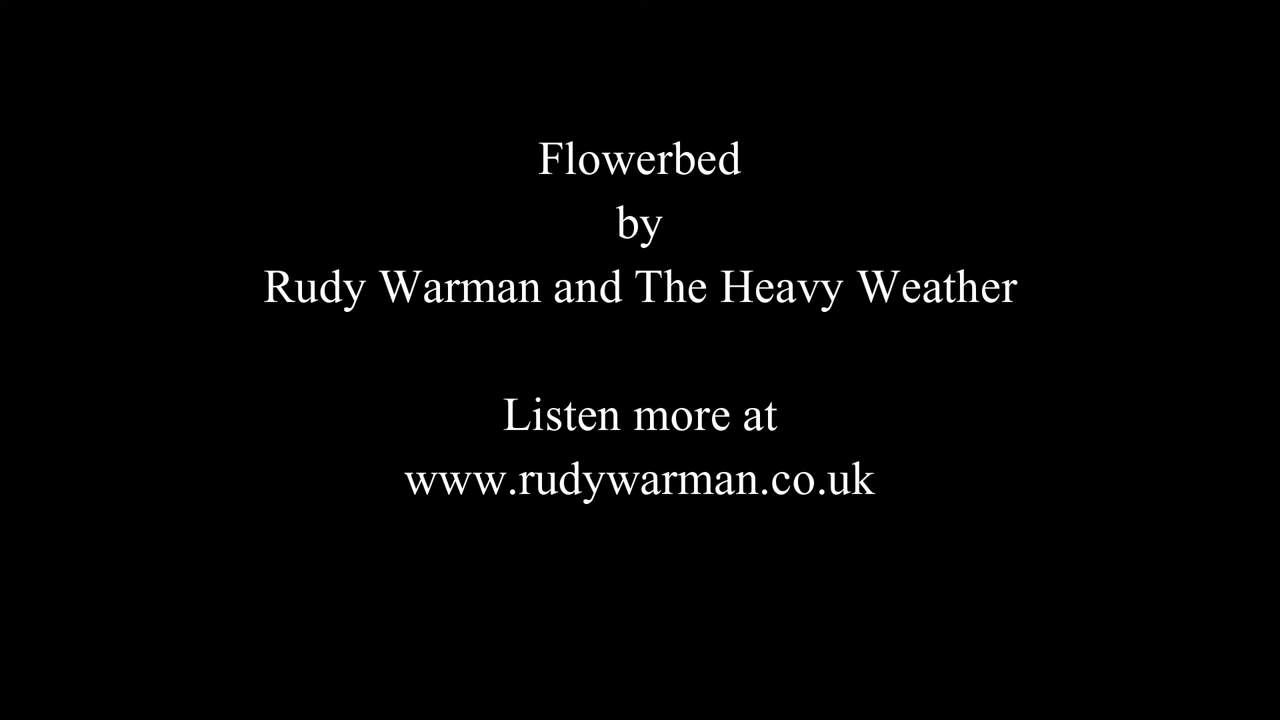 Flowerbed
by
Rudy Warman and The Heavy Weather
Listen more at
www.rudywarman.co.uk